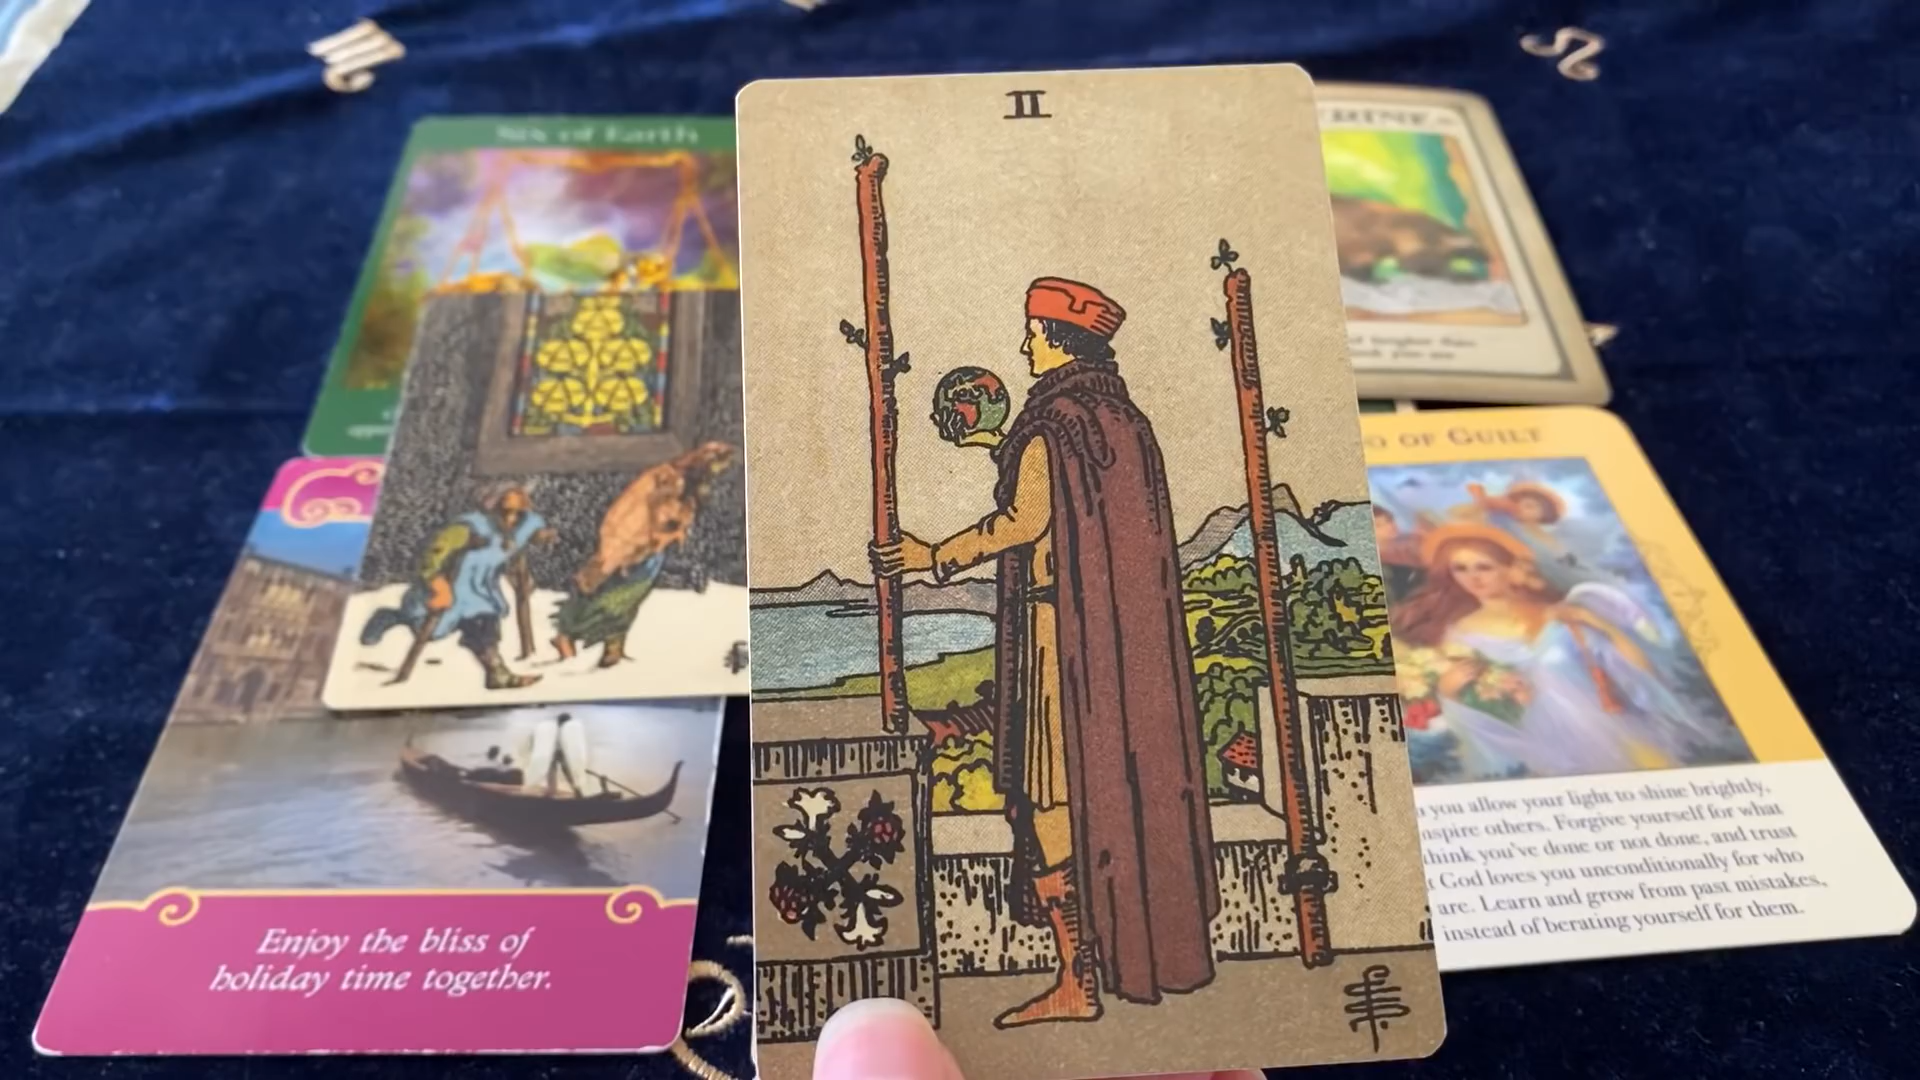 II
Six of Earth
O OF GUILT
Enjoy the bliss of
holiday time together.
you allow your light to shine brightly,
nspire others. Forgive yourself for what
think you've done or not done, and trust
t God loves you unconditionally for who
are. Learn and grow from past mistakes,
instead of berating yourself for them.